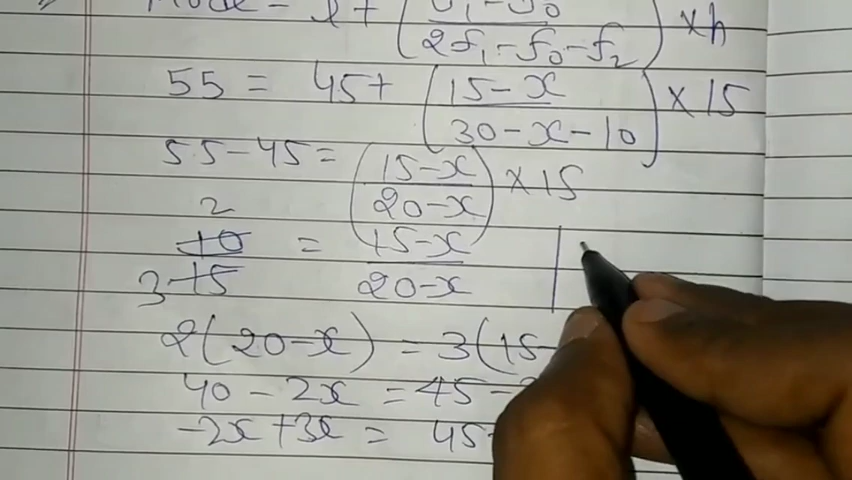 Mode = l + (f1 - f0 / 2f1 - f0 - f2) × h
55 = 45 + (15 - x / 30 - x - 10) × 15
55 - 45 = (15 - x / 20 - x) × 15
2
10 / 15 = 15 - x / 20 - x
3
2(20 - x) = 3(15 -
40 - 2x = 45 -
-2x + 3x = 45